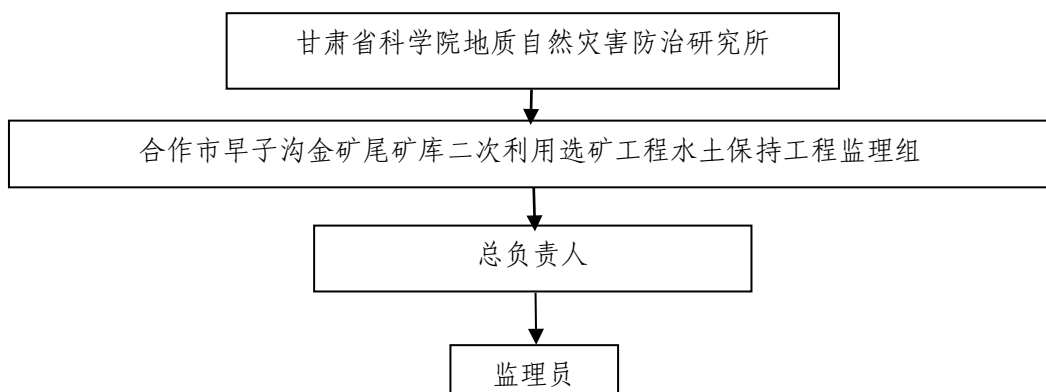 甘肃省科学院地质自然灾害防治研究所
合作市早子沟金矿尾矿库二次利用选矿工程水土保持工程监理组
总负责人
监理员